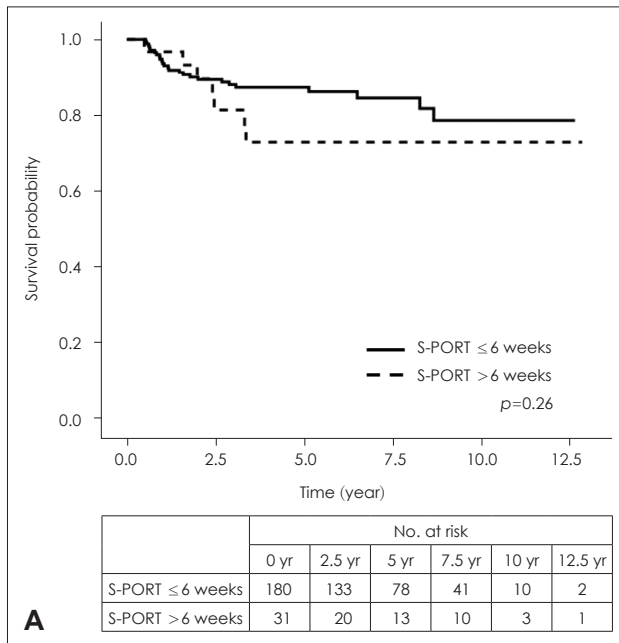 1.0
0.8
0.6
0.4
0.2
0.0
Survival probability
S-PORT ≤ 6 weeks
S-PORT > 6 weeks
p=0.26
0.0 2.5 5.0 7.5 10.0 12.5
Time (year)
No. at risk
0 yr 2.5 yr 5 yr 7.5 yr 10 yr 12.5 yr
S-PORT ≤ 6 weeks 180 133 78 41 10 2
S-PORT > 6 weeks 31 20 13 10 3 1
A